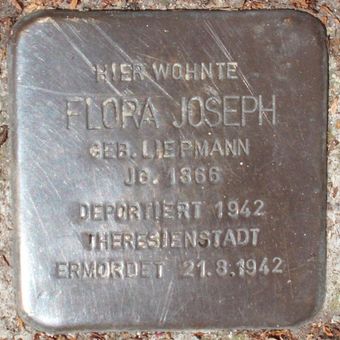 HIER WOHNTE
FLORA JOSEPH
GEB. LIEPMANN
JG. 1866
DEPORTIERT 1942
THERESIENSTADT
ERMORDET 21.8.1942